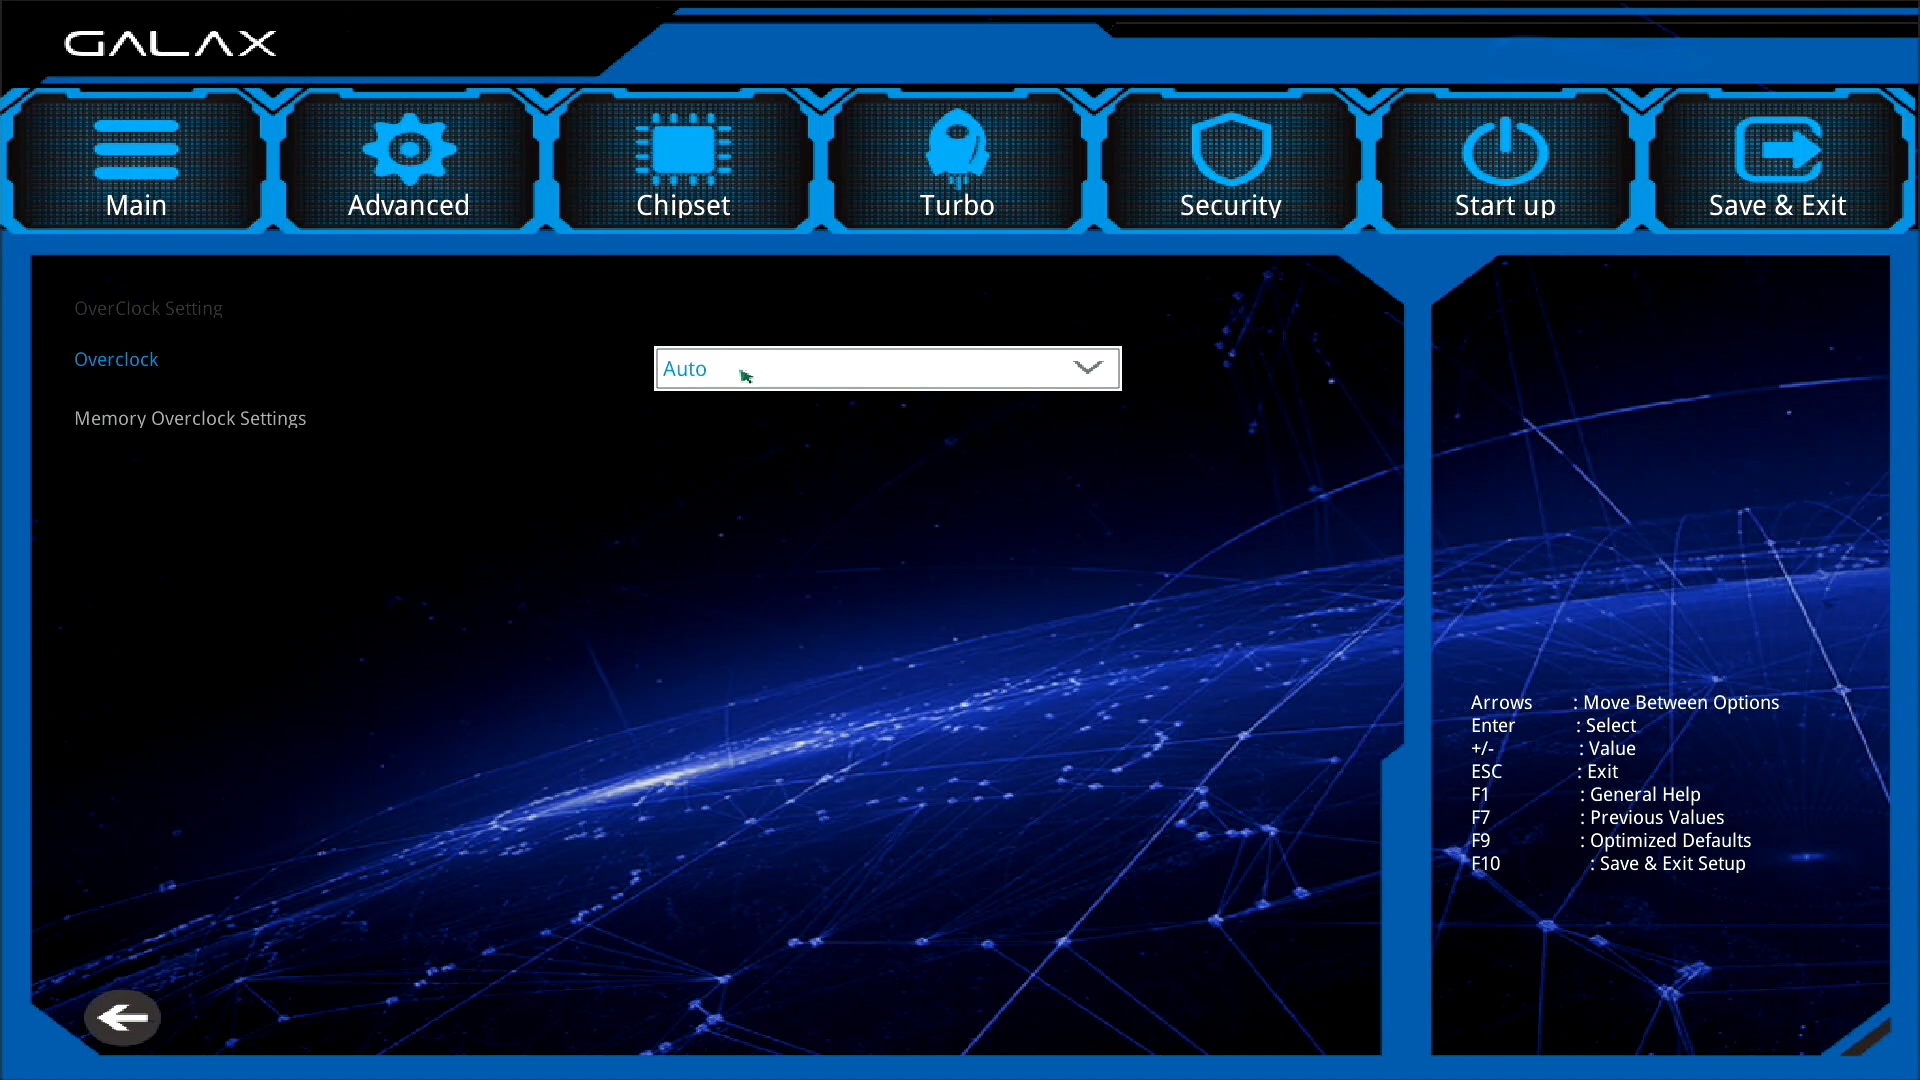 GALAX
Main
Advanced
Chipset
Turbo
Security
Start up
Save & Exit
OverClock Setting
Overclock
Auto
Memory Overclock Settings
Arrows : Move Between Options
Enter : Select
+/- : Value
ESC : Exit
F1 : General Help
F7 : Previous Values
F9 : Optimized Defaults
F10 : Save & Exit Setup